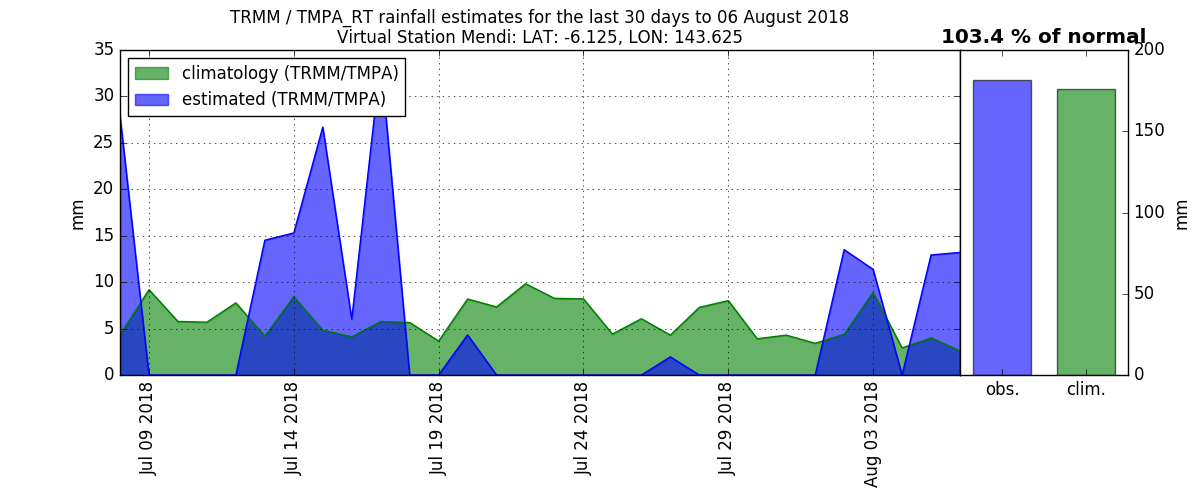 TRMM / TMPA_RT rainfall estimates for the last 30 days to 06 August 2018
Virtual Station Mendi: LAT: -6.125, LON: 143.625
103.4 % of normal
climatology (TRMM/TMPA)
estimated (TRMM/TMPA)
35
30
25
20
15
10
5
0
mm
Jul 09 2018
Jul 14 2018
Jul 19 2018
Jul 24 2018
Jul 29 2018
Aug 03 2018
200
150
100
50
0
mm
obs.
clim.